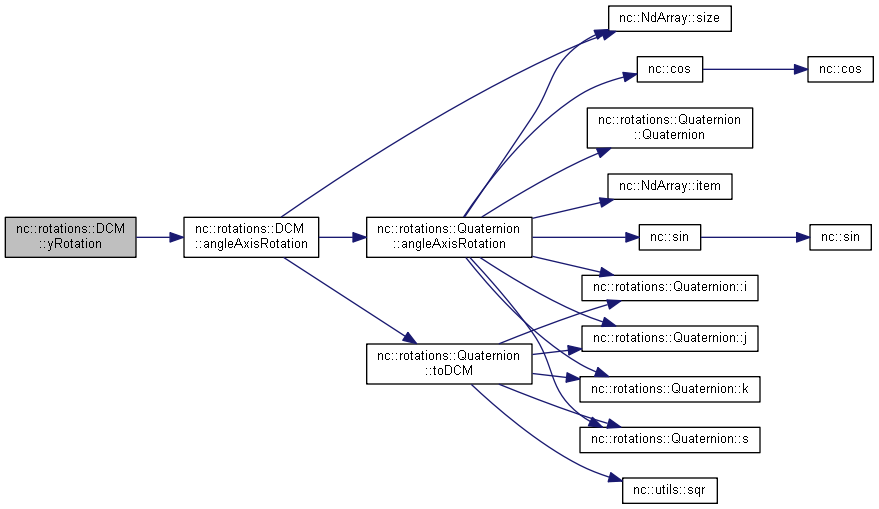 nc::rotations::DCM
::yRotation
nc::rotations::DCM
::angleAxisRotation
nc::rotations::Quaternion
::angleAxisRotation
nc::rotations::Quaternion
::toDCM
nc::NdArray::size
nc::cos
nc::cos
nc::rotations::Quaternion
::Quaternion
nc::NdArray::item
nc::sin
nc::sin
nc::rotations::Quaternion::i
nc::rotations::Quaternion::j
nc::rotations::Quaternion::k
nc::rotations::Quaternion::s
nc::utils::sqr